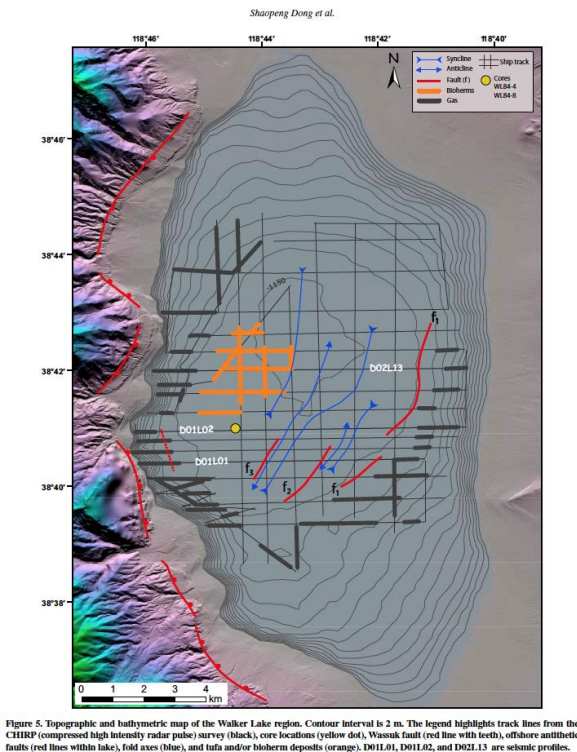 Shaopeng Dong et al.
118°46' 118°44' 118°42' 118°40'
N
Syncline
Anticline
Fault (f)
Bioherms
Gas
Ship track
Cores
WL84-4
WL84-8
38°46'
38°44'
1180
f1
38°42'
D02L13
D01L02
D01L01
f3
f2
f1
38°40'
38°38'
0 1 2 3 4
km
Figure 5. Topographic and bathymetric map of the Walker Lake region. Contour interval is 2 m. The legend highlights track lines from the
CHIRP (compressed high intensity radar pulse) survey (black), core locations (yellow dot), Wassuk fault (red line with teeth), offshore antithetic
faults (red lines within lake), fold axes (blue), and tufa and/or bioherm deposits (orange). D01L01, D01L02, and D02L13 are seismic profiles.